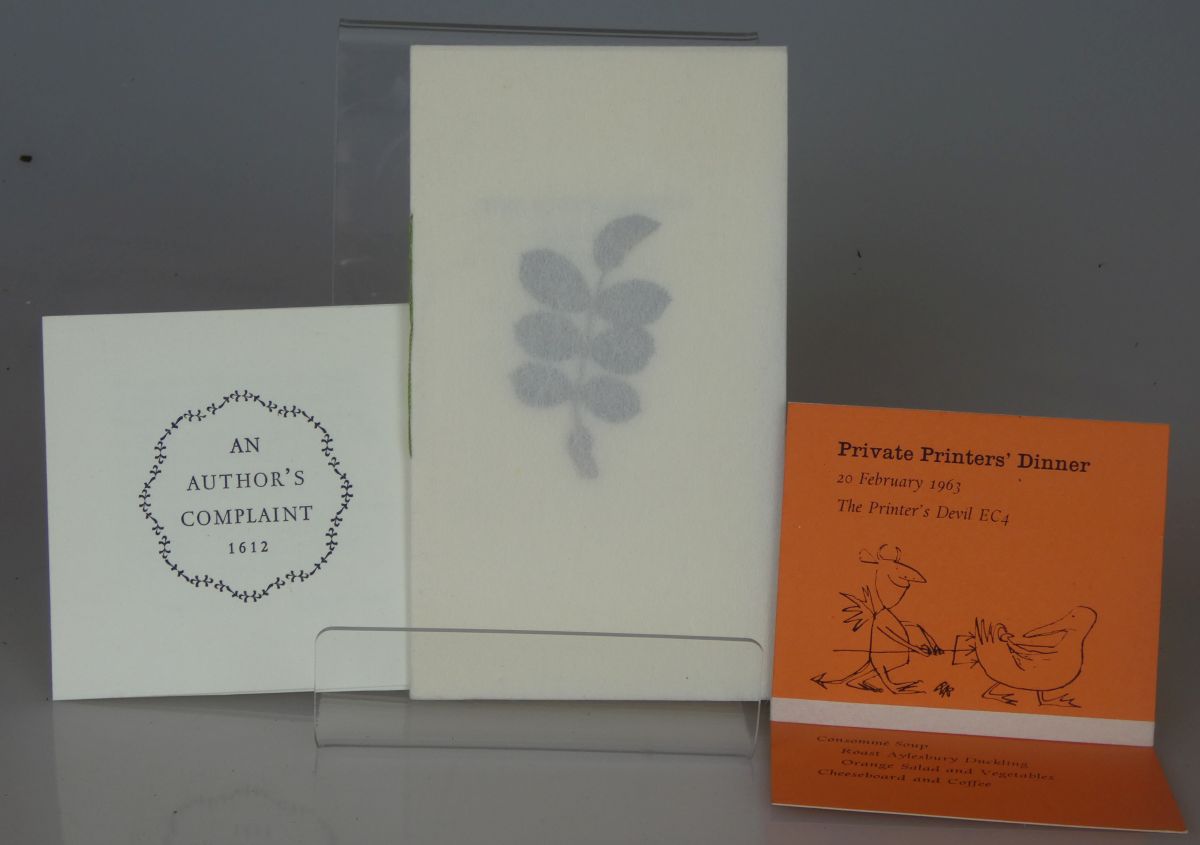 AN
AUTHOR'S
COMPLAINT
1612
Private Printers' Dinner
20 February 1963
The Printer's Devil EC4
Consommé Soup
Roast Aylesbury Duckling
Orange Salad and Vegetables
Cheeseboard and Coffee